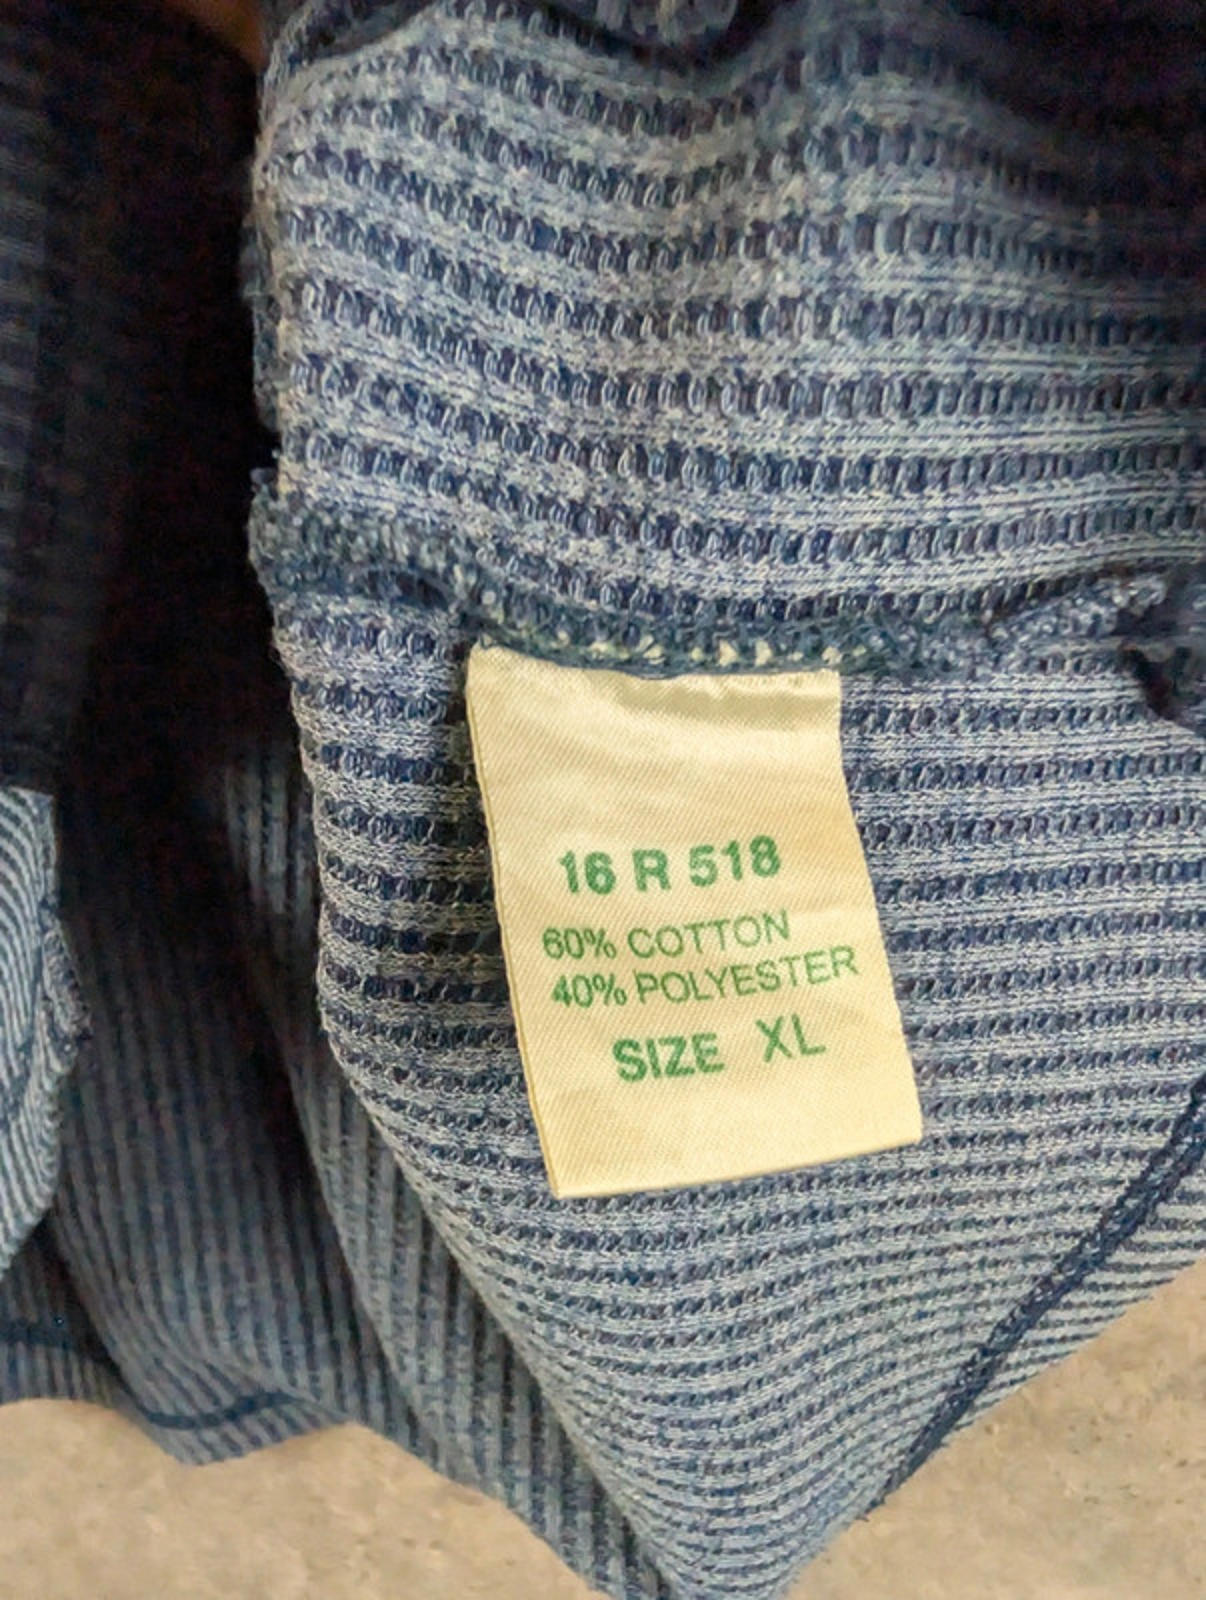 16 R 518
60% COTTON
40% POLYESTER
SIZE XL